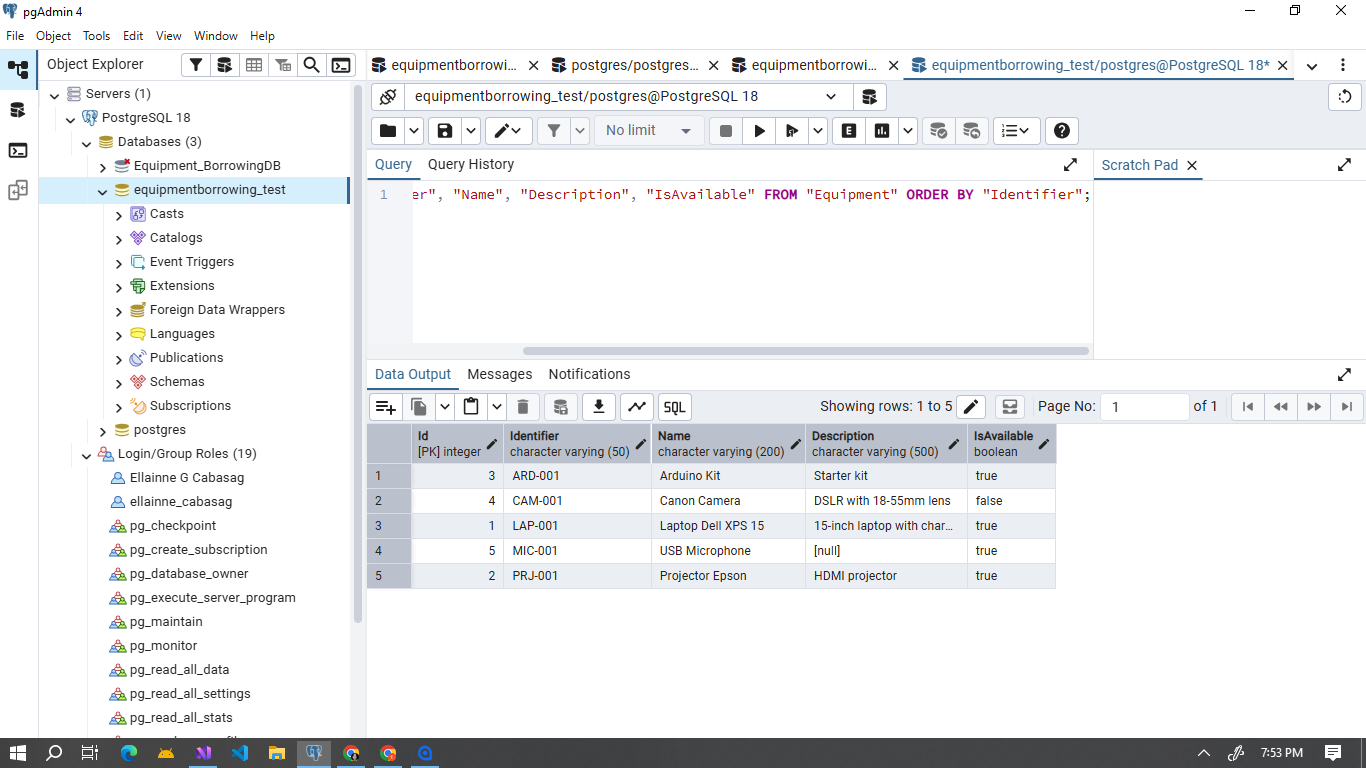 pgAdmin 4
File Object Tools Edit View Window Help
Object Explorer
equipmentborrowi... postgres/postgres... equipmentborrowi... equipmentborrowing_test/postgres@PostgreSQL 18*
equipmentborrowing_test/postgres@PostgreSQL 18
No limit
E
Query Query History
Scratch Pad
1 er", "Name", "Description", "IsAvailable" FROM "Equipment" ORDER BY "Identifier";
Servers (1)
PostgreSQL 18
Databases (3)
Equipment_BorrowingDB
equipmentborrowing_test
Casts
Catalogs
Event Triggers
Extensions
Foreign Data Wrappers
Languages
Publications
Schemas
Subscriptions
postgres
Login/Group Roles (19)
Ellainne G Cabasag
ellainne_cabasag
pg_checkpoint
pg_create_subscription
pg_database_owner
pg_execute_server_program
pg_maintain
pg_monitor
pg_read_all_data
pg_read_all_settings
pg_read_all_stats
Data Output Messages Notifications
SQL
Showing rows: 1 to 5 Page No: 1 of 1
Id Identifier Name Description IsAvailable
[PK] integer character varying (50) character varying (200) character varying (500) boolean
1 3 ARD-001 Arduino Kit Starter kit true
2 4 CAM-001 Canon Camera DSLR with 18-55mm lens false
3 1 LAP-001 Laptop Dell XPS 15 15-inch laptop with char... true
4 5 MIC-001 USB Microphone [null] true
5 2 PRJ-001 Projector Epson HDMI projector true
7:53 PM